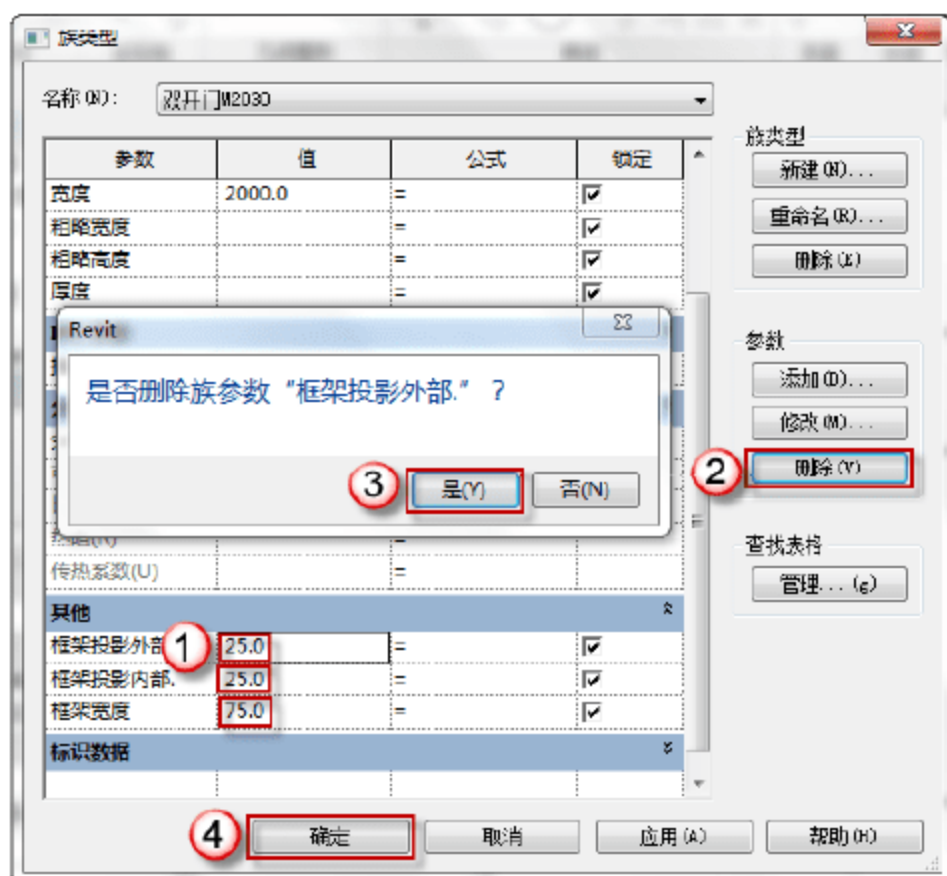 族类型
名称(N):
双开门M2030
参数 值 公式 锁定
宽度 2000.0 =
粗略宽度 =
粗略高度 =
厚度 =
族类型
新建(N)...
重命名(R)...
删除(E)
Revit
是否删除族参数“框架投影外部.”?
3 是(Y) 否(N)
参数
添加(D)...
修改(M)...
2 删除(V)
查找表格
管理...(G)
=
传热系数(U) =
其他
框架投影外部 1 25.0 =
框架投影内部. 25.0 =
框架宽度 75.0 =
标识数据
4 确定 取消 应用(A) 帮助(H)